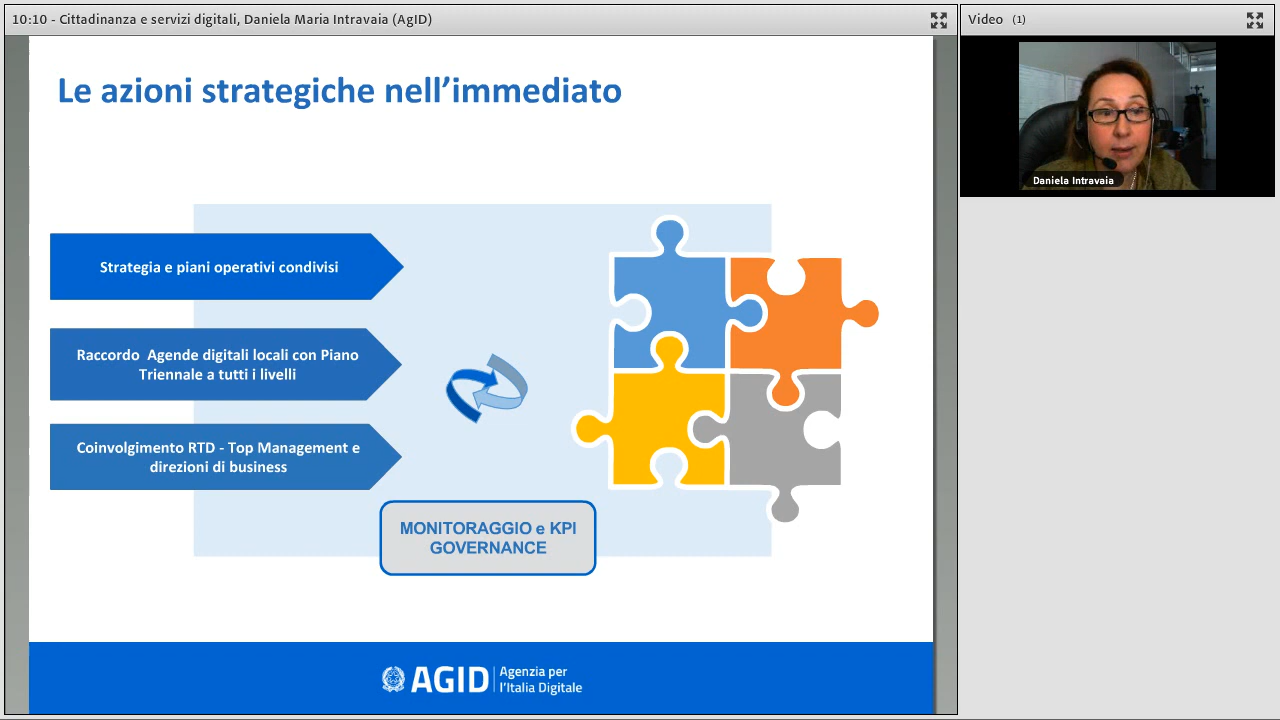 10:10 - Cittadinanza e servizi digitali, Daniela Maria Intravaia (AgID)
Video (1)
Le azioni strategiche nell’immediato
Daniela Intravaia
Strategia e piani operativi condivisi
Raccordo Agende digitali locali con Piano
Triennale a tutti i livelli
Coinvolgimento RTD - Top Management e
direzioni di business
MONITORAGGIO e KPI
GOVERNANCE
AGID
Agenzia per
l’Italia Digitale